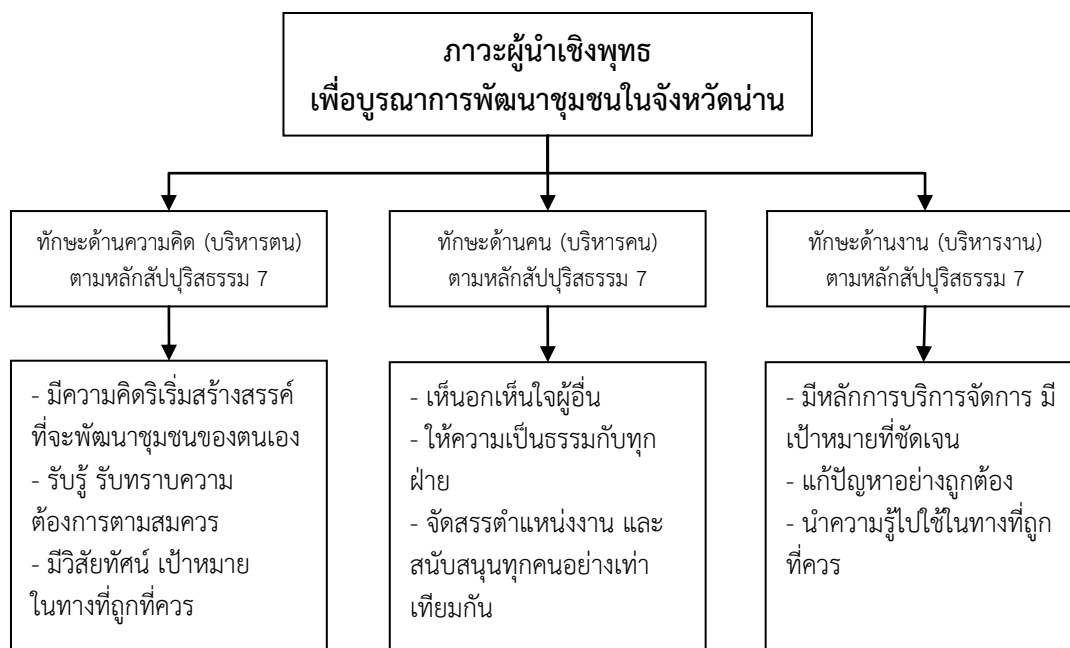 ภาวะผู้นำเชิงพุทธ
เพื่อบูรณาการพัฒนาชุมชนในจังหวัดน่าน
ทักษะด้านความคิด (บริหารตน)
ตามหลักสัปปุริสธรรม 7
ทักษะด้านคน (บริหารคน)
ตามหลักสัปปุริสธรรม 7
ทักษะด้านงาน (บริหารงาน)
ตามหลักสัปปุริสธรรม 7
- มีความคิดริเริ่มสร้างสรรค์
ที่จะพัฒนาชุมชนของตนเอง
- รับรู้ รับทราบความ
ต้องการตามสมควร
- มีวิสัยทัศน์ เป้าหมาย
ในทางที่ถูกที่ควร
- เห็นอกเห็นใจผู้อื่น
- ให้ความเป็นธรรมกับทุก
ฝ่าย
- จัดสรรตำแหน่งงาน และ
สนับสนุนทุกคนอย่างเท่า
เทียมกัน
- มีหลักการบริการจัดการ มี
เป้าหมายที่ชัดเจน
- แก้ปัญหาอย่างถูกต้อง
- นำความรู้ไปใช้ในทางที่ถูก
ที่ควร